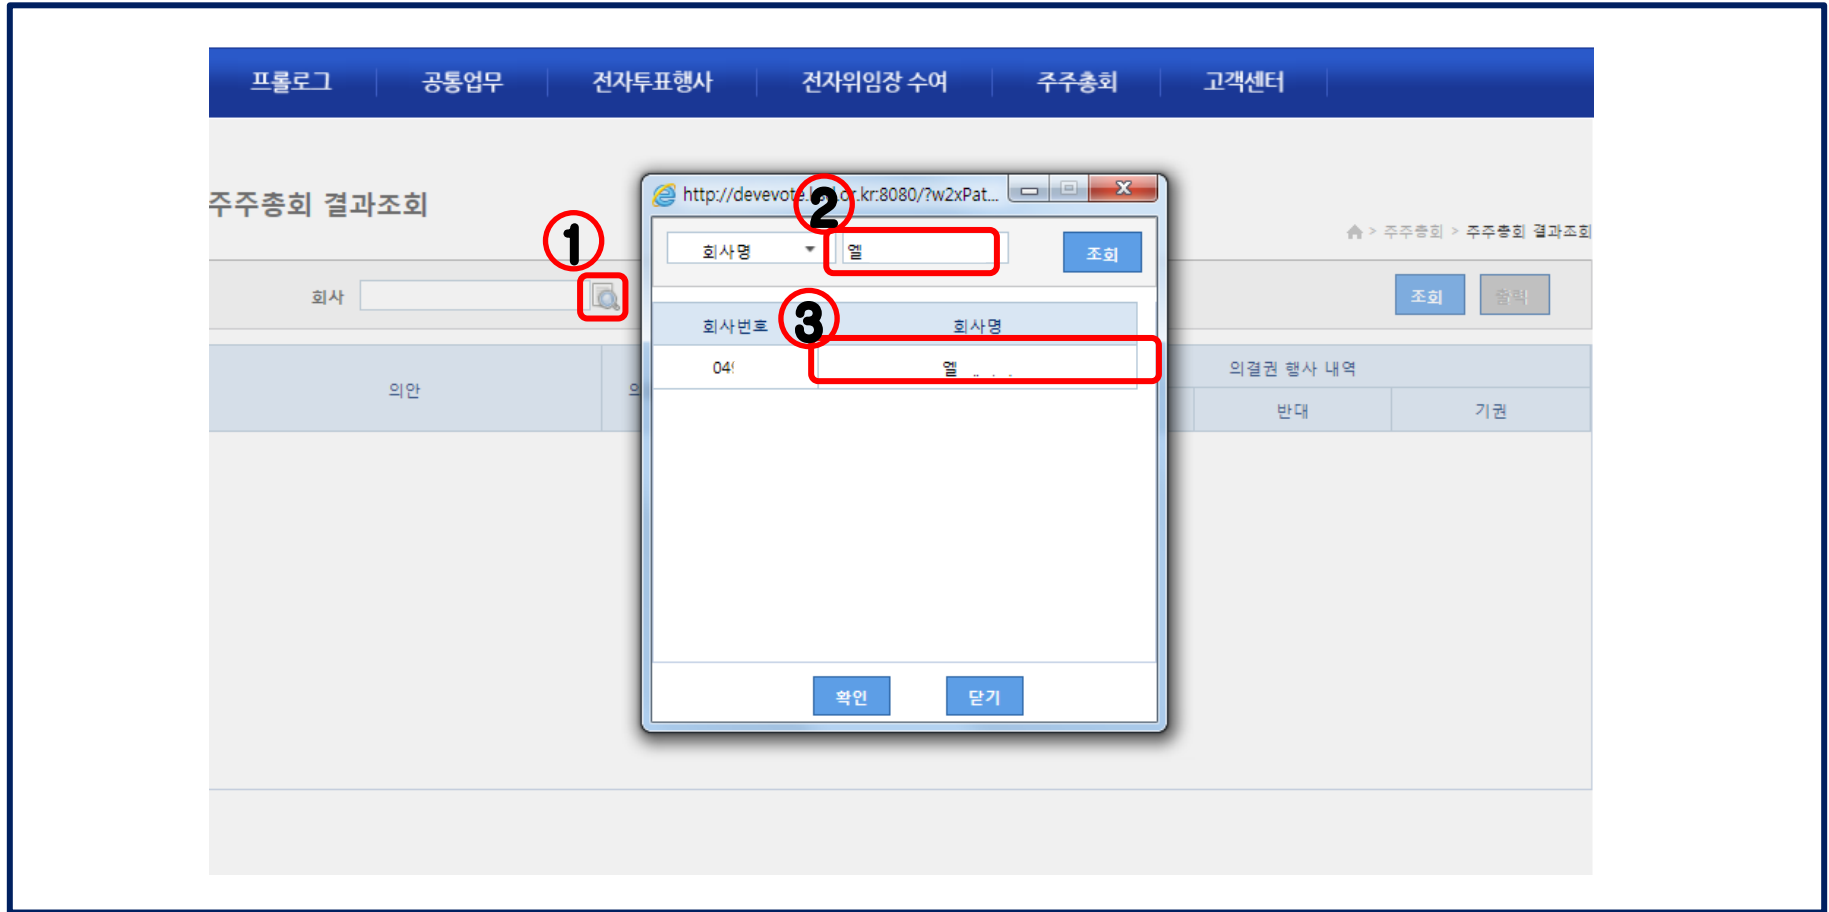 프롤로그 공통업무 전자투표행사 전자위임장 수여 주주총회 고객센터
주주총회 결과조회
> 주주총회 > 주주총회 결과조회
①
회사
조회 출력
의안
의결권 행사 내역
반대 기권
http://devevote. or.kr:8080/?w2xPat...
②
회사명 엘 조회
③
회사번호 회사명
엘
확인 닫기